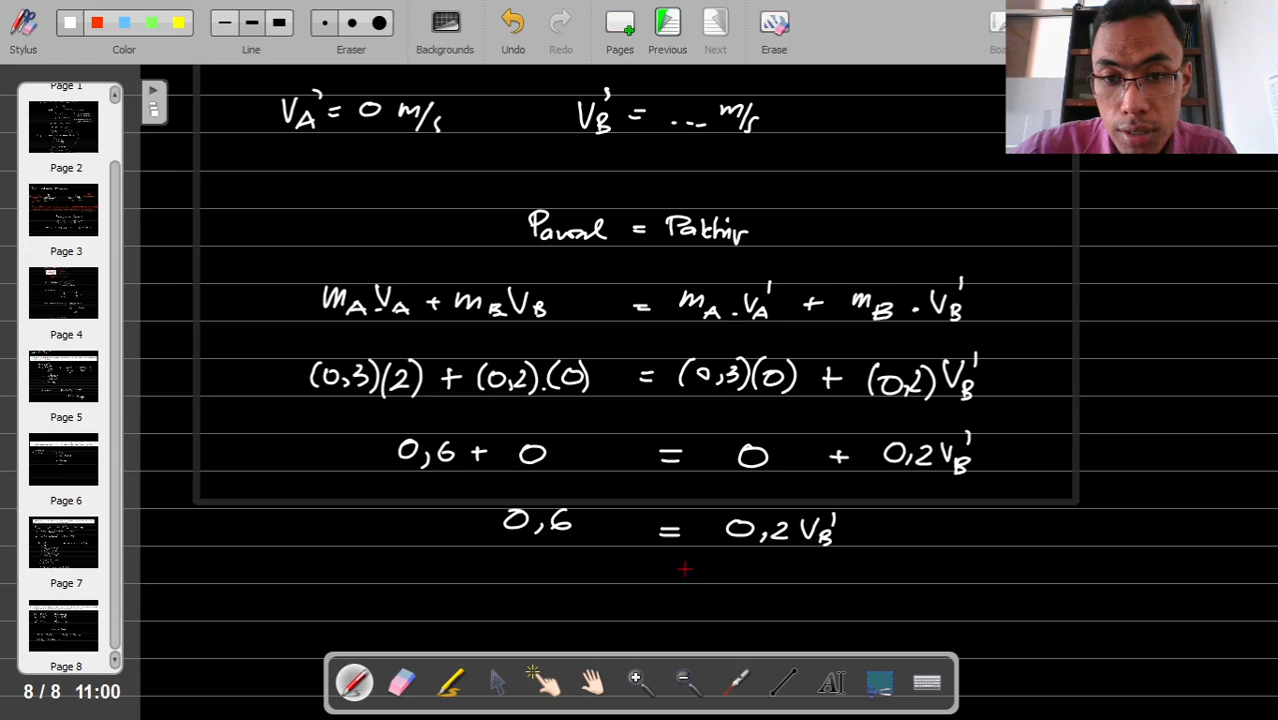 Stylus
Color
Line
Eraser
Backgrounds
Undo
Redo
Pages
Previous
Next
Erase
Page 1
Page 2
Page 3
Page 4
Page 5
Page 6
Page 7
Page 8
8 / 8 11:00
VA' = 0 m/s VB' = ... m/s
Pawal = Pakhir
mA.VA + mB VB = mA.VA' + mB.VB'
(0,3)(2) + (0,2).(0) = (0,3)(0) + (0,2) VB'
0,6 + 0 = 0 + 0,2 VB'
0,6 = 0,2 VB'
AI